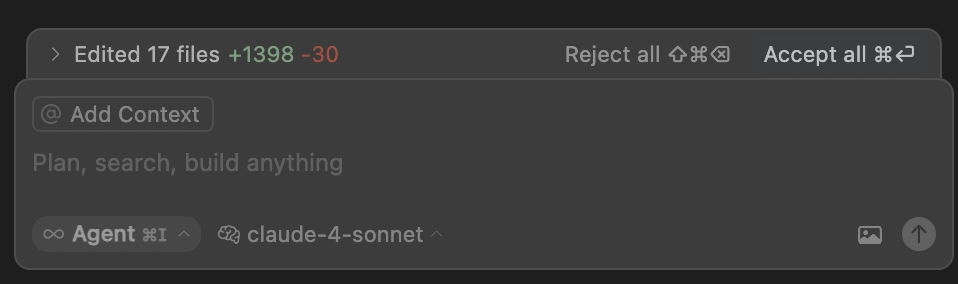 Edited 17 files +1398 -30 Reject all ⇧⌘⌫ Accept all ⌘⏎
@ Add Context
Plan, search, build anything
∞ Agent ⌘I claude-4-sonnet